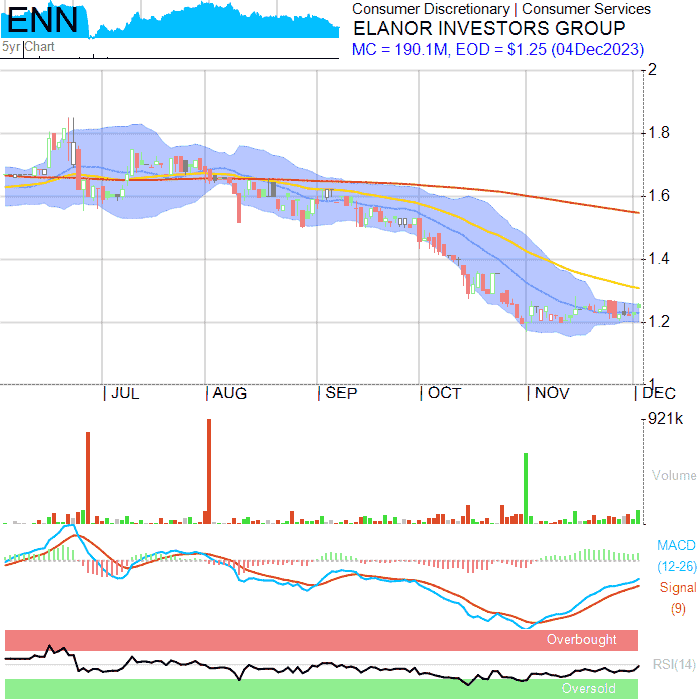 ENN
5yr Chart
Consumer Discretionary | Consumer Services
ELANOR INVESTORS GROUP
MC = 190.1M, EOD = $1.25 (04Dec2023)
2
1.8
1.6
1.4
1.2
1
JUL AUG SEP OCT NOV DEC
921k
Volume
MACD
(12-26)
Signal
(9)
Overbought
RSI(14)
Oversold